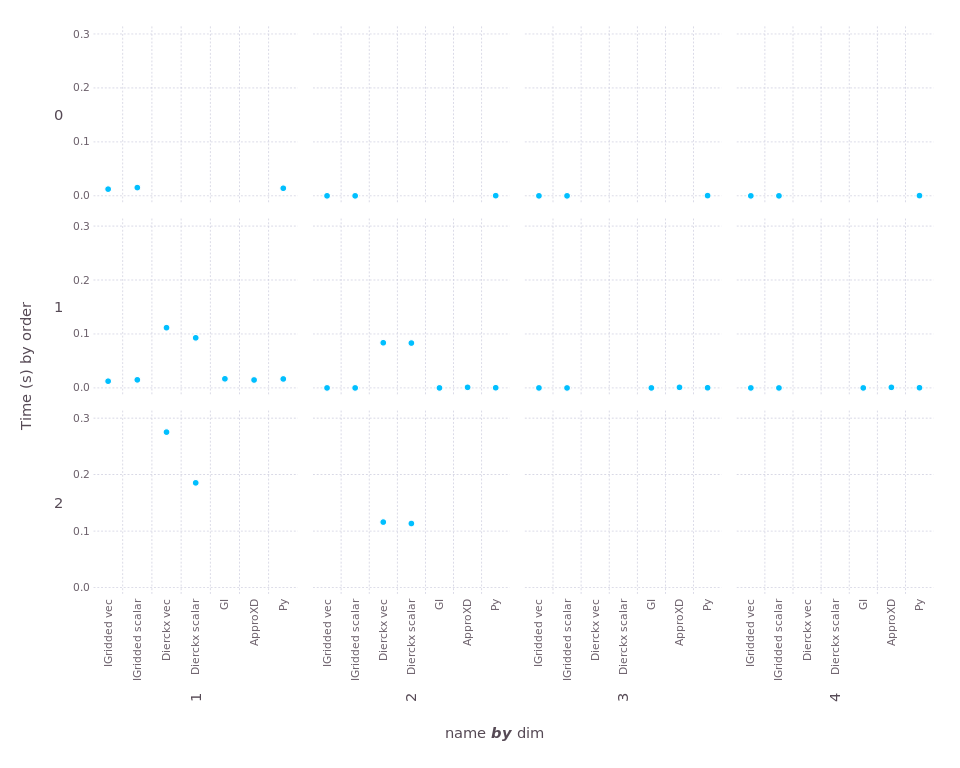 0.3
0.2
0
0.1
0.0
0.3
0.2
1
0.1
0.0
0.3
0.2
2
0.1
0.0
Time (s) by order
IGridded vec
IGridded scalar
Dierckx vec
Dierckx scalar
GI
ApproXD
Py
IGridded vec
IGridded scalar
Dierckx vec
Dierckx scalar
GI
ApproXD
Py
IGridded vec
IGridded scalar
Dierckx vec
Dierckx scalar
GI
ApproXD
Py
IGridded vec
IGridded scalar
Dierckx vec
Dierckx scalar
GI
ApproXD
Py
1
2
3
4
name by dim